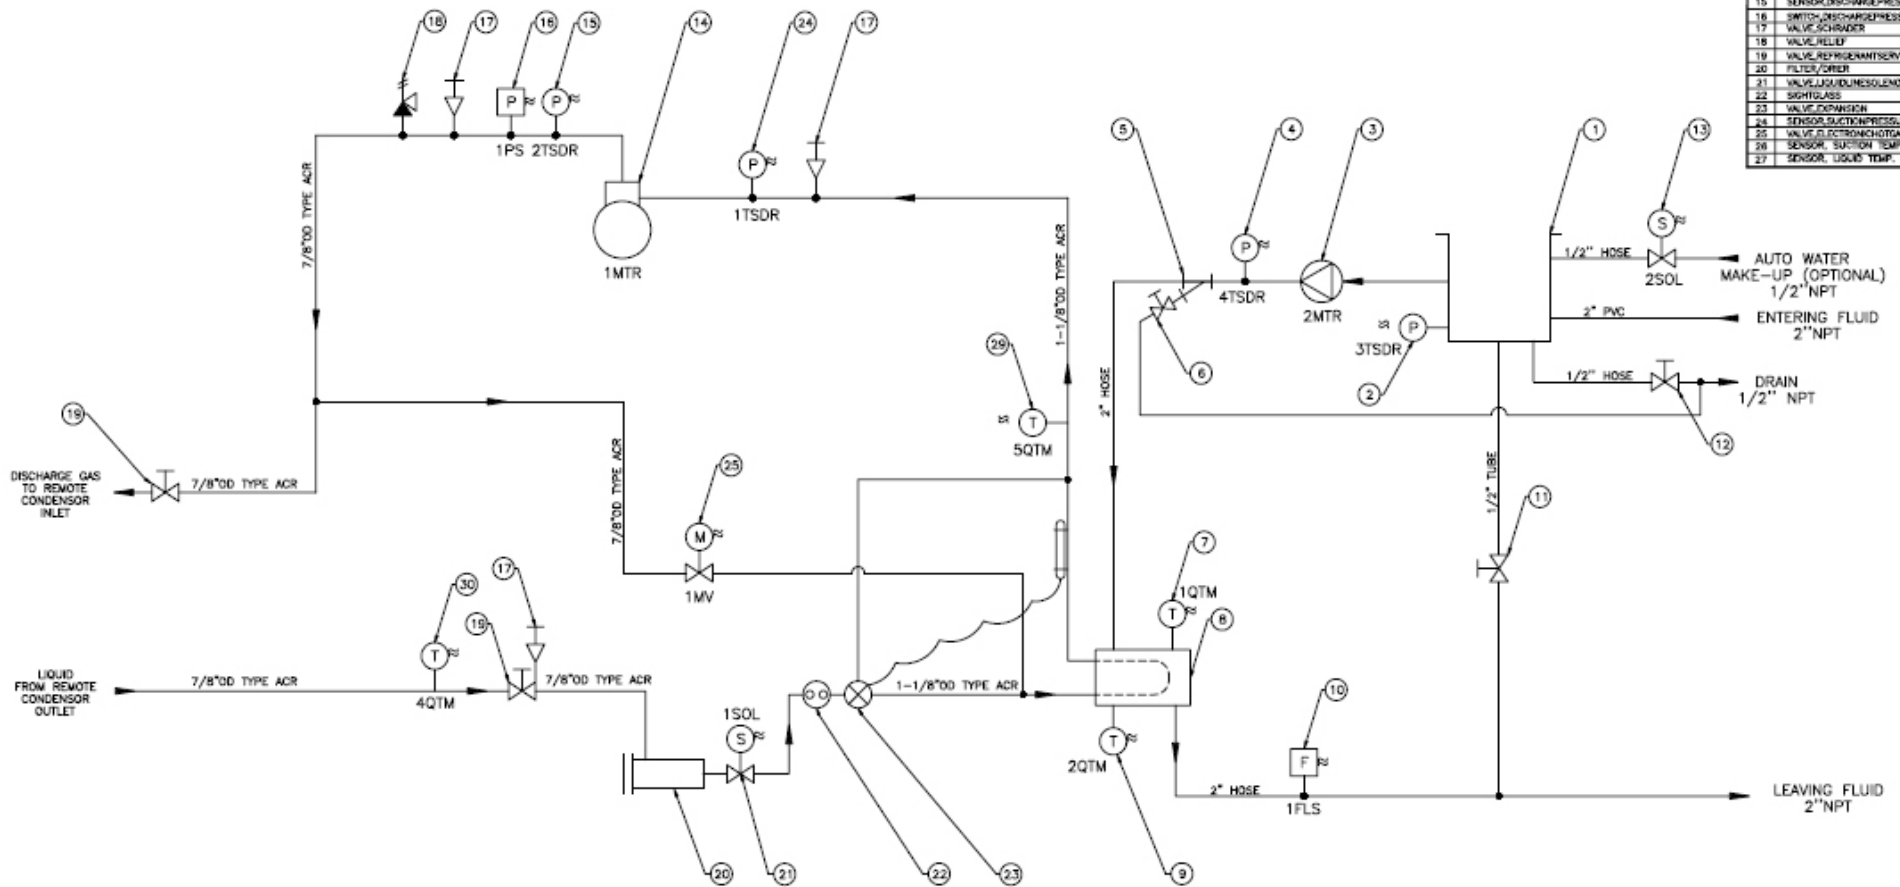 18
17
16
15
14
24
17
15 SENSOR,DISCHARGEPRES
16 SWITCH,DISCHARGEPRESS
17 VALVE,SCHRADER
18 VALVE,RELIEF
19 VALVE,REFRIGERANTSERV
20 FILTER/DRIER
21 VALVE,LIQUIDLINESOLENO
22 SIGHTGLASS
23 VALVE,EXPANSION
24 SENSOR,SUCTIONPRESSU
25 VALVE,ELECTRONICHOTGA
26 SENSOR, SUCTION TEMP
27 SENSOR, LIQUID TEMP.
P
P
1PS 2TSDR
P
1TSDR
1MTR
7/8"OD TYPE ACR
1-1/8"OD TYPE ACR
5
4
3
1
13
P
4TSDR
2MTR
P
3TSDR
S
2SOL
1/2" HOSE
AUTO WATER
MAKE-UP (OPTIONAL)
1/2"NPT
2" PVC
ENTERING FLUID
2"NPT
1/2" HOSE
DRAIN
1/2" NPT
6
2
12
2" HOSE
1/2" TUBE
11
29
T
5QTM
19
DISCHARGE GAS
TO REMOTE
CONDENSOR
INLET
7/8"OD TYPE ACR
7/8"OD TYPE ACR
25
M
1MV
7
1QTM
T
8
30
T
4QTM
17
19
LIQUID
FROM REMOTE
CONDENSOR
OUTLET
7/8"OD TYPE ACR
7/8"OD TYPE ACR
1-1/8"OD TYPE ACR
1SOL
S
T
2QTM
10
F
1FLS
2" HOSE
LEAVING FLUID
2"NPT
20
21
22
23
9